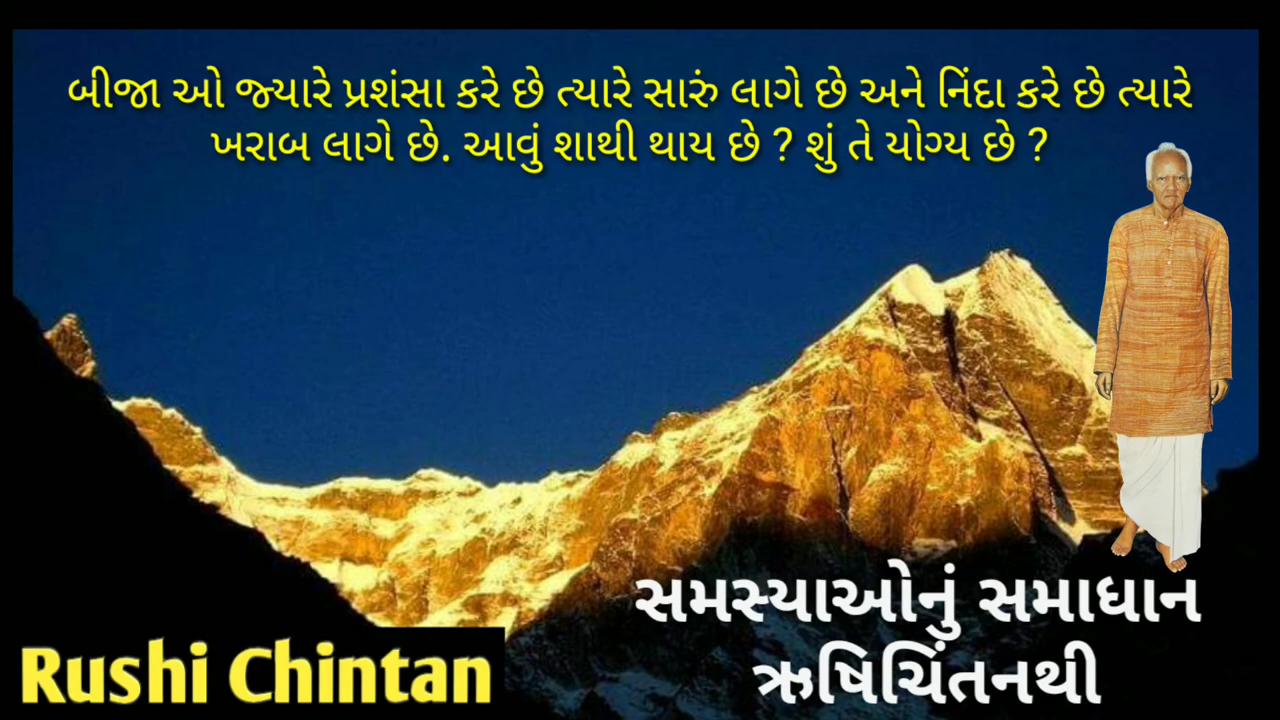 બીજા ઓ જ્યારે પ્રશંસા કરે છે ત્યારે સારું લાગે છે અને નિંદા કરે છે ત્યારે
ખરાબ લાગે છે. આવું શાથી થાય છે ? શું તે યોગ્ય છે ?
સમસ્યાઓનું સમાધાન
ઋષિચિંતનથી
Rushi Chintan